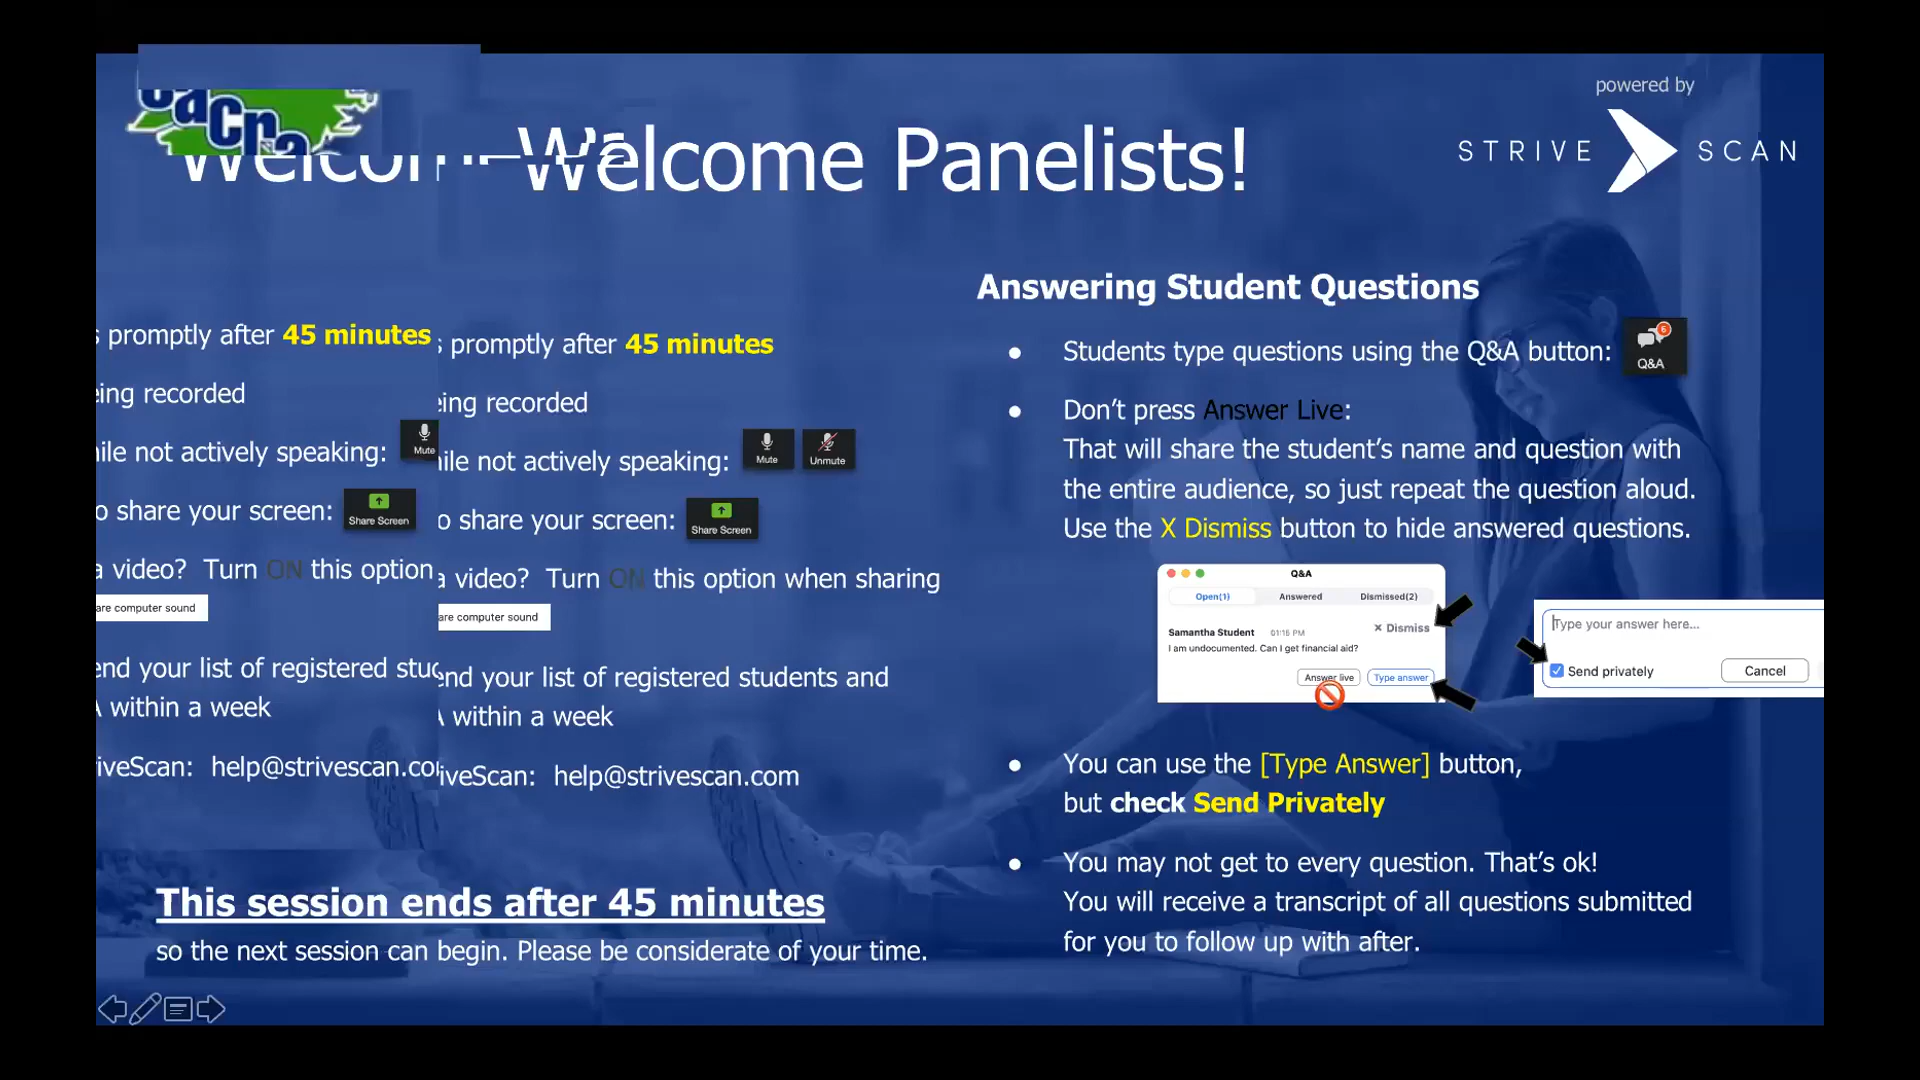 powered by
STRIVE SCAN
Welcome Panelists!
promptly after 45 minutes
promptly after 45 minutes
ing recorded
ing recorded
ile not actively speaking:
Mute
ile not actively speaking:
Mute
Unmute
o share your screen:
Share Screen
o share your screen:
Share Screen
a video? Turn ON this option
a video? Turn ON this option when sharing
are computer sound
are computer sound
end your list of registered stu
end your list of registered students and
within a week
within a week
iveScan: help@strivescan.co
iveScan: help@strivescan.com
This session ends after 45 minutes
so the next session can begin. Please be considerate of your time.
Answering Student Questions
● Students type questions using the Q&A button:
6
Q&A
● Don’t press Answer Live:
That will share the student’s name and question with
the entire audience, so just repeat the question aloud.
Use the X Dismiss button to hide answered questions.
Q&A
Open(1) Answered Dismissed(2)
Samantha Student 01:15 PM × Dismiss
I am undocumented. Can I get financial aid?
Answer live Type answer
Type your answer here...
Send privately Cancel
● You can use the [Type Answer] button,
but check Send Privately
● You may not get to every question. That’s ok!
You will receive a transcript of all questions submitted
for you to follow up with after.